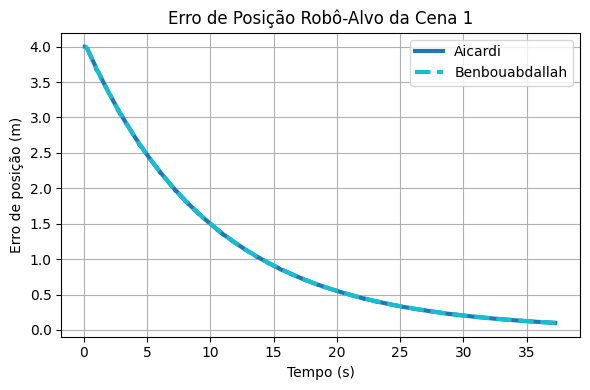 Erro de Posição Robô-Alvo da Cena 1
Aicardi
Benbouabdallah
Erro de posição (m)
4.0
3.5
3.0
2.5
2.0
1.5
1.0
0.5
0.0
0 5 10 15 20 25 30 35
Tempo (s)